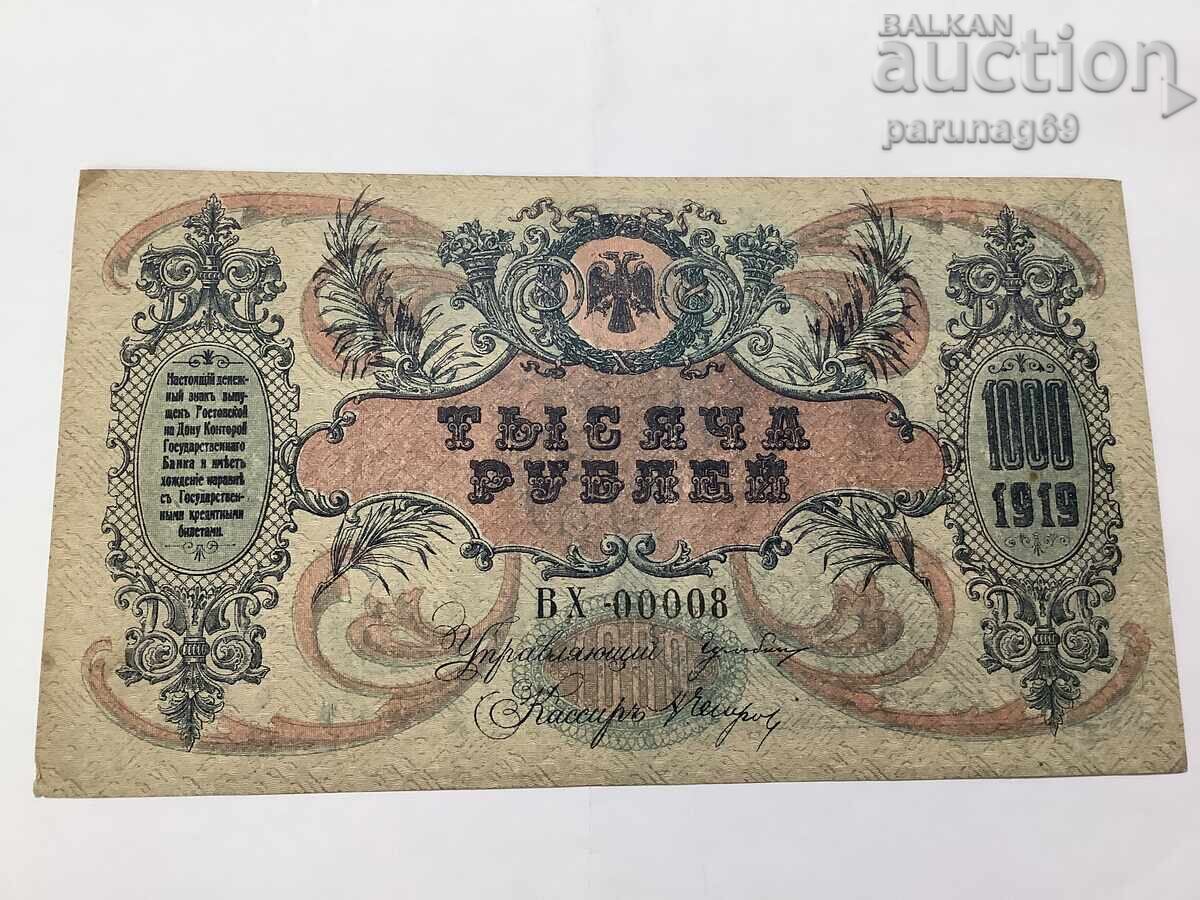 BALKAN
auction
parunag69
Настоящій денеж-
ный знакъ выпу-
щенъ Ростовской
на Дону Конторой
Государственнаго
Банка и имѣетъ
хожденіе наравнѣ
съ Государствен-
ными кредитными
билетами.
ТЫСЯЧА
РУБЛЕЙ
1000
1919
ВХ -00008
Управляющій
Кассиръ